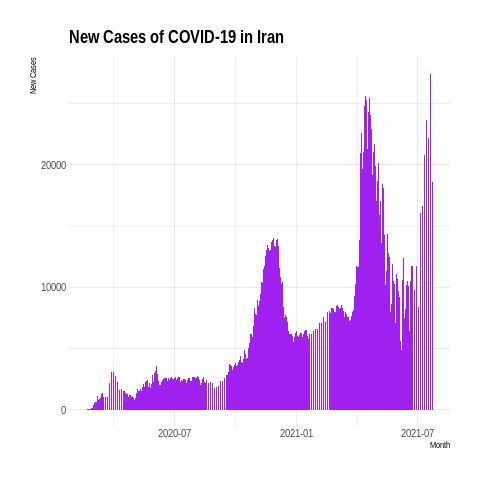 New Cases of COVID-19 in Iran
New Cases
20000
10000
0
2020-07 2021-01 2021-07
Month